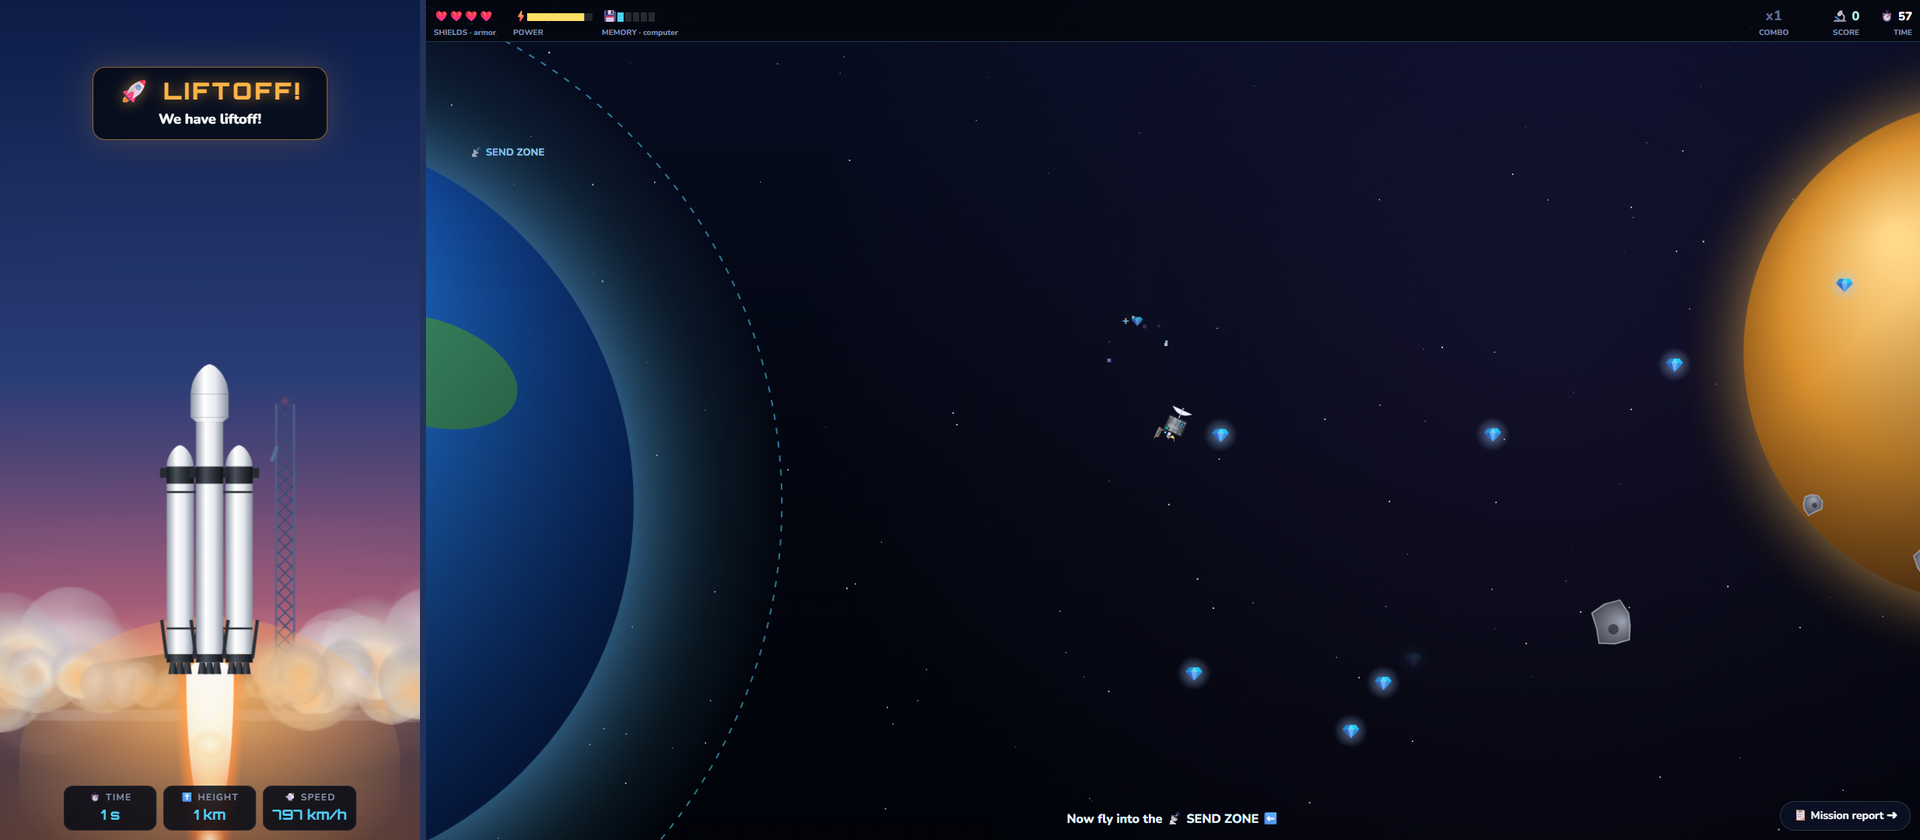 LIFTOFF!
We have liftoff!
TIME
1 s
HEIGHT
1 km
SPEED
797 km/h
SHIELDS · armor
POWER
MEMORY · computer
x1
COMBO
0
SCORE
57
TIME
SEND ZONE
+
Now fly into the SEND ZONE
Mission report ➜